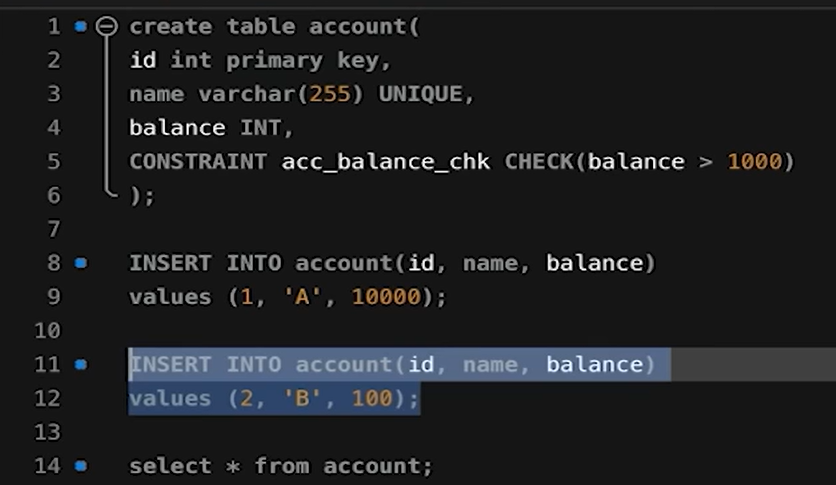 1 create table account(
2 id int primary key,
3 name varchar(255) UNIQUE,
4 balance INT,
5 CONSTRAINT acc_balance_chk CHECK(balance > 1000)
6 );
7
8 INSERT INTO account(id, name, balance)
9 values (1, 'A', 10000);
10
11 INSERT INTO account(id, name, balance)
12 values (2, 'B', 100);
13
14 select * from account;